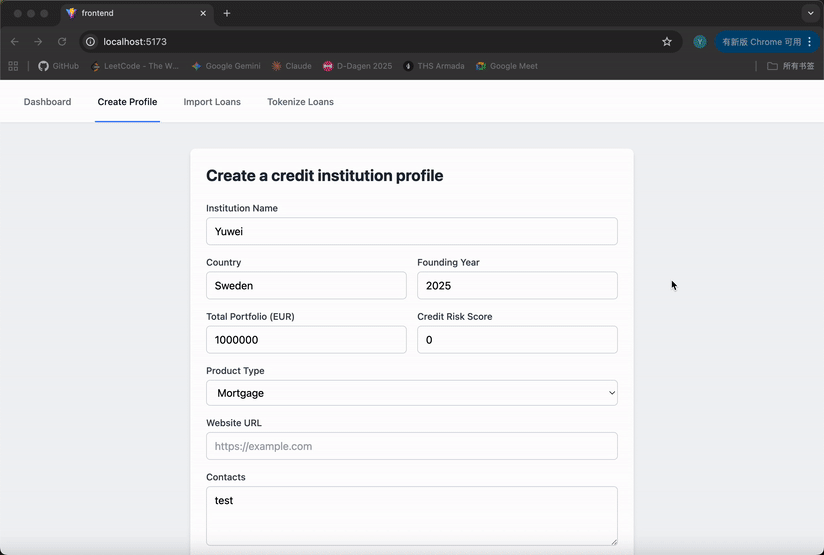 frontend
localhost:5173
有新版 Chrome 可用
GitHub LeetCode - The W... Google Gemini Claude D-Dagen 2025 THS Armada Google Meet 所有书签
Dashboard Create Profile Import Loans Tokenize Loans
Create a credit institution profile
Institution Name
Yuwei
Country Founding Year
Sweden 2025
Total Portfolio (EUR) Credit Risk Score
1000000 0
Product Type
Mortgage
Website URL
https://example.com
Contacts
test